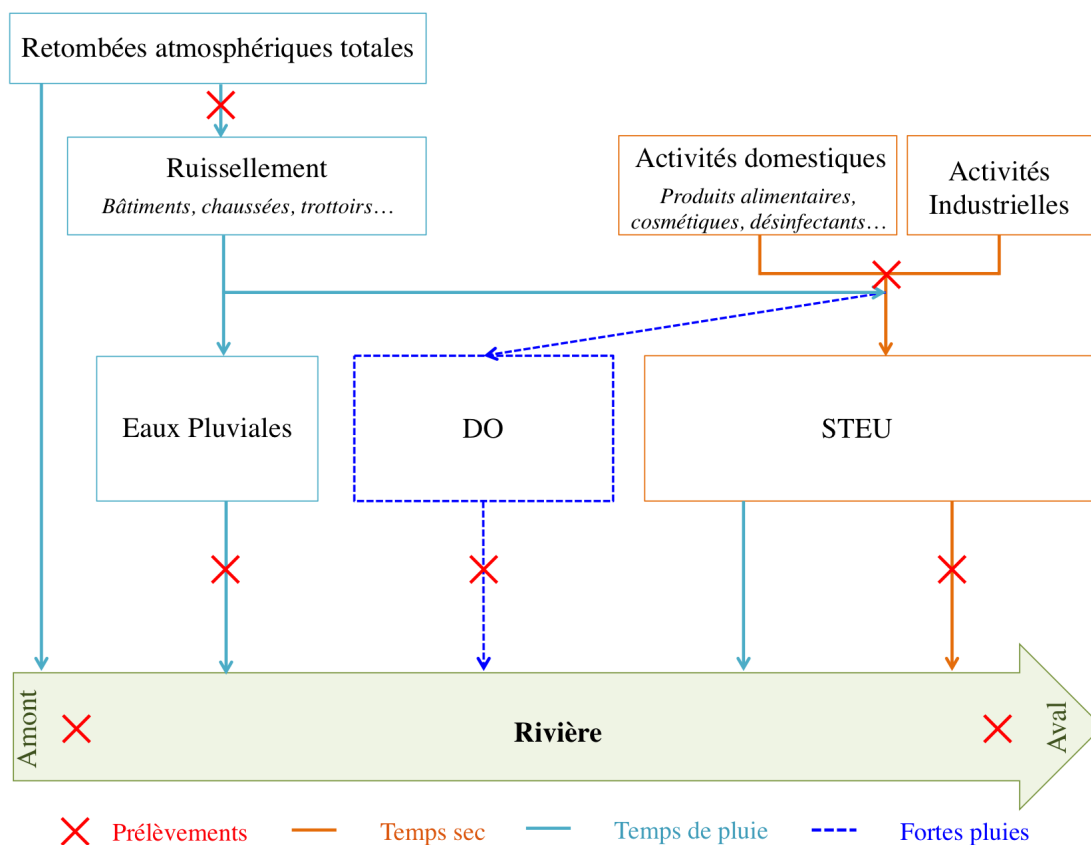 Retombées atmosphériques totales
Ruissellement
Bâtiments, chaussées, trottoirs…
Activités domestiques
Produits alimentaires,
cosmétiques, désinfectants…
Activités
Industrielles
Eaux Pluviales
DO
STEU
Amont
Rivière
Aval
Prélèvements
Temps sec
Temps de pluie
Fortes pluies